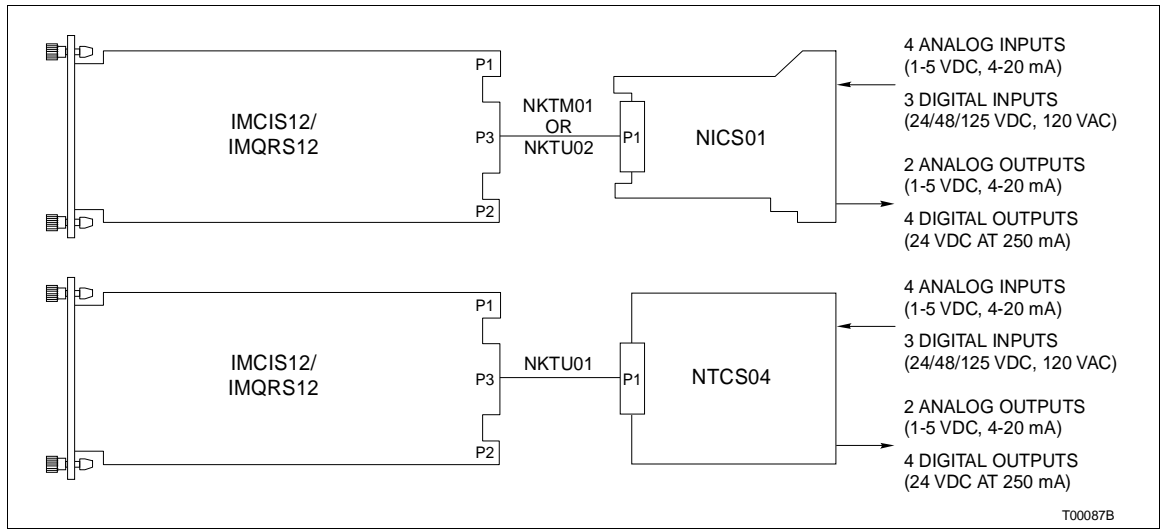 P1
IMCIS12/
IMQRS12
P3
P2
NKTM01
OR
NKTU02
P1
NICS01
4 ANALOG INPUTS
(1-5 VDC, 4-20 mA)
3 DIGITAL INPUTS
(24/48/125 VDC, 120 VAC)
2 ANALOG OUTPUTS
(1-5 VDC, 4-20 mA)
4 DIGITAL OUTPUTS
(24 VDC AT 250 mA)
P1
IMCIS12/
IMQRS12
P3
P2
NKTU01
P1
NTCS04
4 ANALOG INPUTS
(1-5 VDC, 4-20 mA)
3 DIGITAL INPUTS
(24/48/125 VDC, 120 VAC)
2 ANALOG OUTPUTS
(1-5 VDC, 4-20 mA)
4 DIGITAL OUTPUTS
(24 VDC AT 250 mA)
T00087B